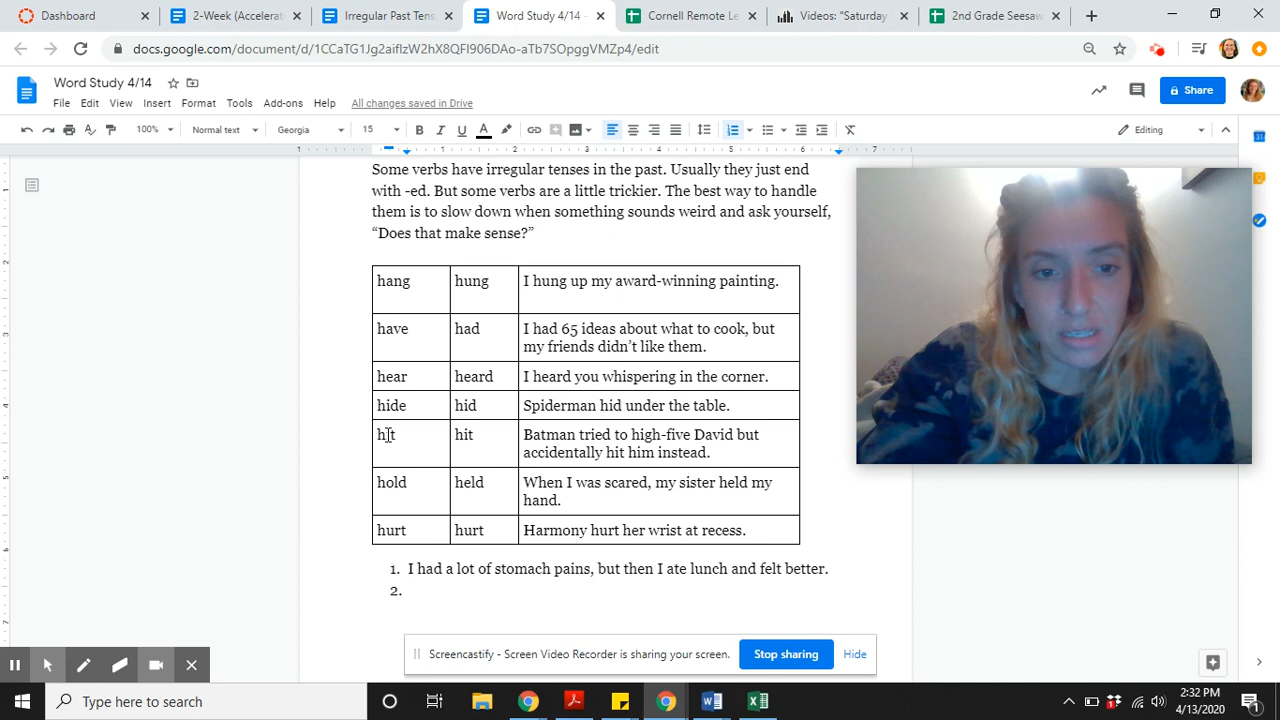 Dashboard
2-Week (Accelerat
Irregular Past Tens
Word Study 4/14 -
Cornell Remote Le
Videos: "Saturday
2nd Grade Seesaw
docs.google.com/document/d/1CCaTG1Jg2aiflzW2hX8QFI906DAo-aTb7SOpggVMZp4/edit
Word Study 4/14
File Edit View Insert Format Tools Add-ons Help All changes saved in Drive
Share
100% Normal text Georgia 15 B I U A Editing
1 1 2 3 4 5 6 7
Some verbs have irregular tenses in the past. Usually they just end
with -ed. But some verbs are a little trickier. The best way to handle
them is to slow down when something sounds weird and ask yourself,
“Does that make sense?”
hang hung I hung up my award-winning painting.
have had I had 65 ideas about what to cook, but
my friends didn’t like them.
hear heard I heard you whispering in the corner.
hide hid Spiderman hid under the table.
hit hit Batman tried to high-five David but
accidentally hit him instead.
hold held When I was scared, my sister held my
hand.
hurt hurt Harmony hurt her wrist at recess.
1. I had a lot of stomach pains, but then I ate lunch and felt better.
2.
Screencastify - Screen Video Recorder is sharing your screen. Stop sharing Hide
Type here to search
2:32 PM
4/13/2020